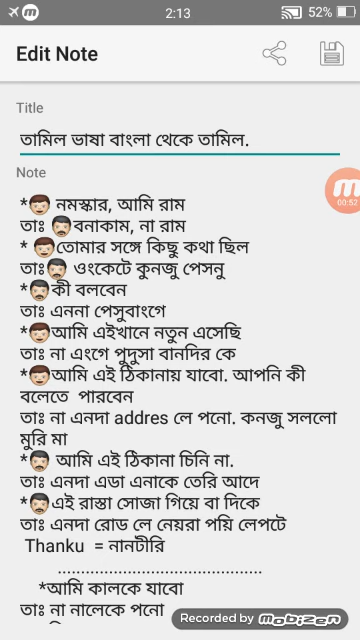 2:13
52%
Edit Note
Title
তামিল ভাষা বাংলা থেকে তামিল.
Note
*নমস্কার, আমি রাম
তাঃ বনাকাম, না রাম
* তোমার সঙ্গে কিছু কথা ছিল
তাঃ ওংকেটে কুনজু পেসনু
*কী বলবেন
তাঃ এননা পেসুবাংগে
*আমি এইখানে নতুন এসেছি
তাঃ না এংগে পুদুসা বানদির কে
*আমি এই ঠিকানায় যাবো. আপনি কী
বলেতে পারবেন
তাঃ না এনদা addres লে পনো. কনজু সললো
মুরি মা
* আমি এই ঠিকানা চিনি না.
তাঃ এনদা এডা এনাকে তেরি আদে
*এই রাস্তা সোজা গিয়ে বা দিকে
তাঃ এনদা রোড লে নেয়রা পয়ি লেপটে
Thanku = নানটীরি
..........................................
*আমি কালকে যাবো
তাঃ না নালেকে পনো
00:52
Recorded by mobizen